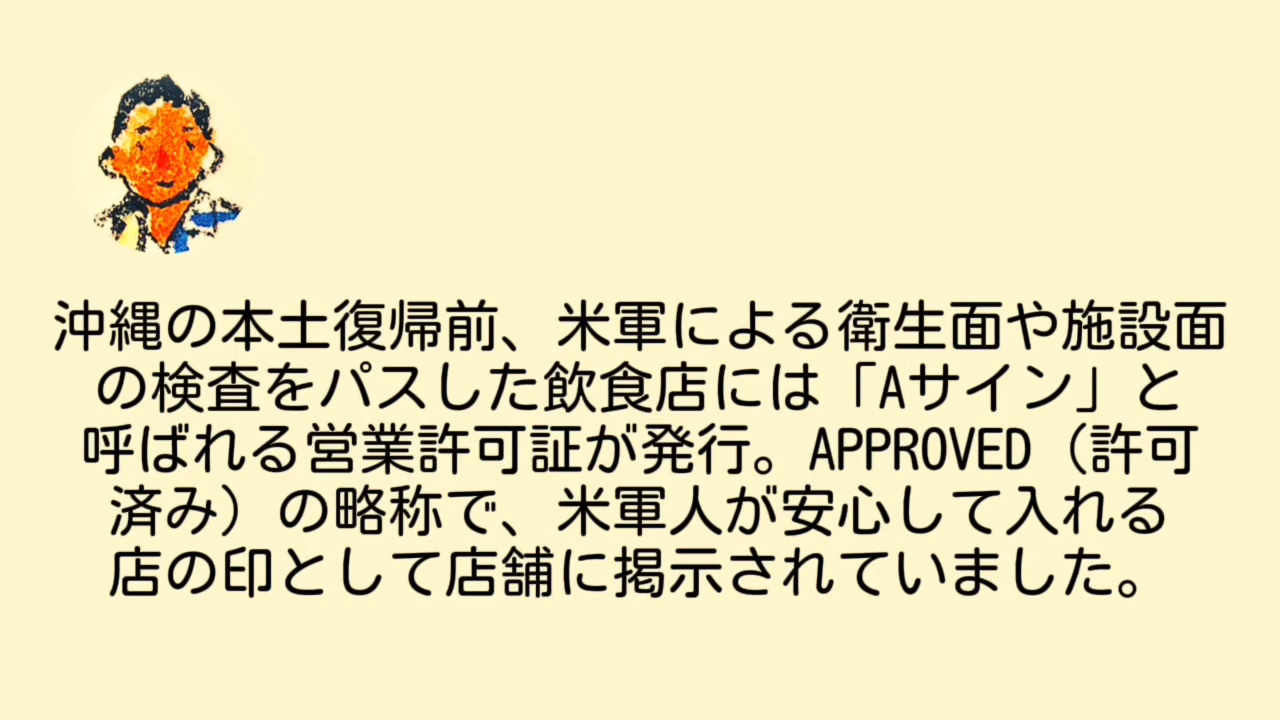 沖縄の本土復帰前、米軍による衛生面や施設面
の検査をパスした飲食店には「Aサイン」と
呼ばれる営業許可証が発行。APPROVED（許可
済み）の略称で、米軍人が安心して入れる
店の印として店舗に掲示されていました。